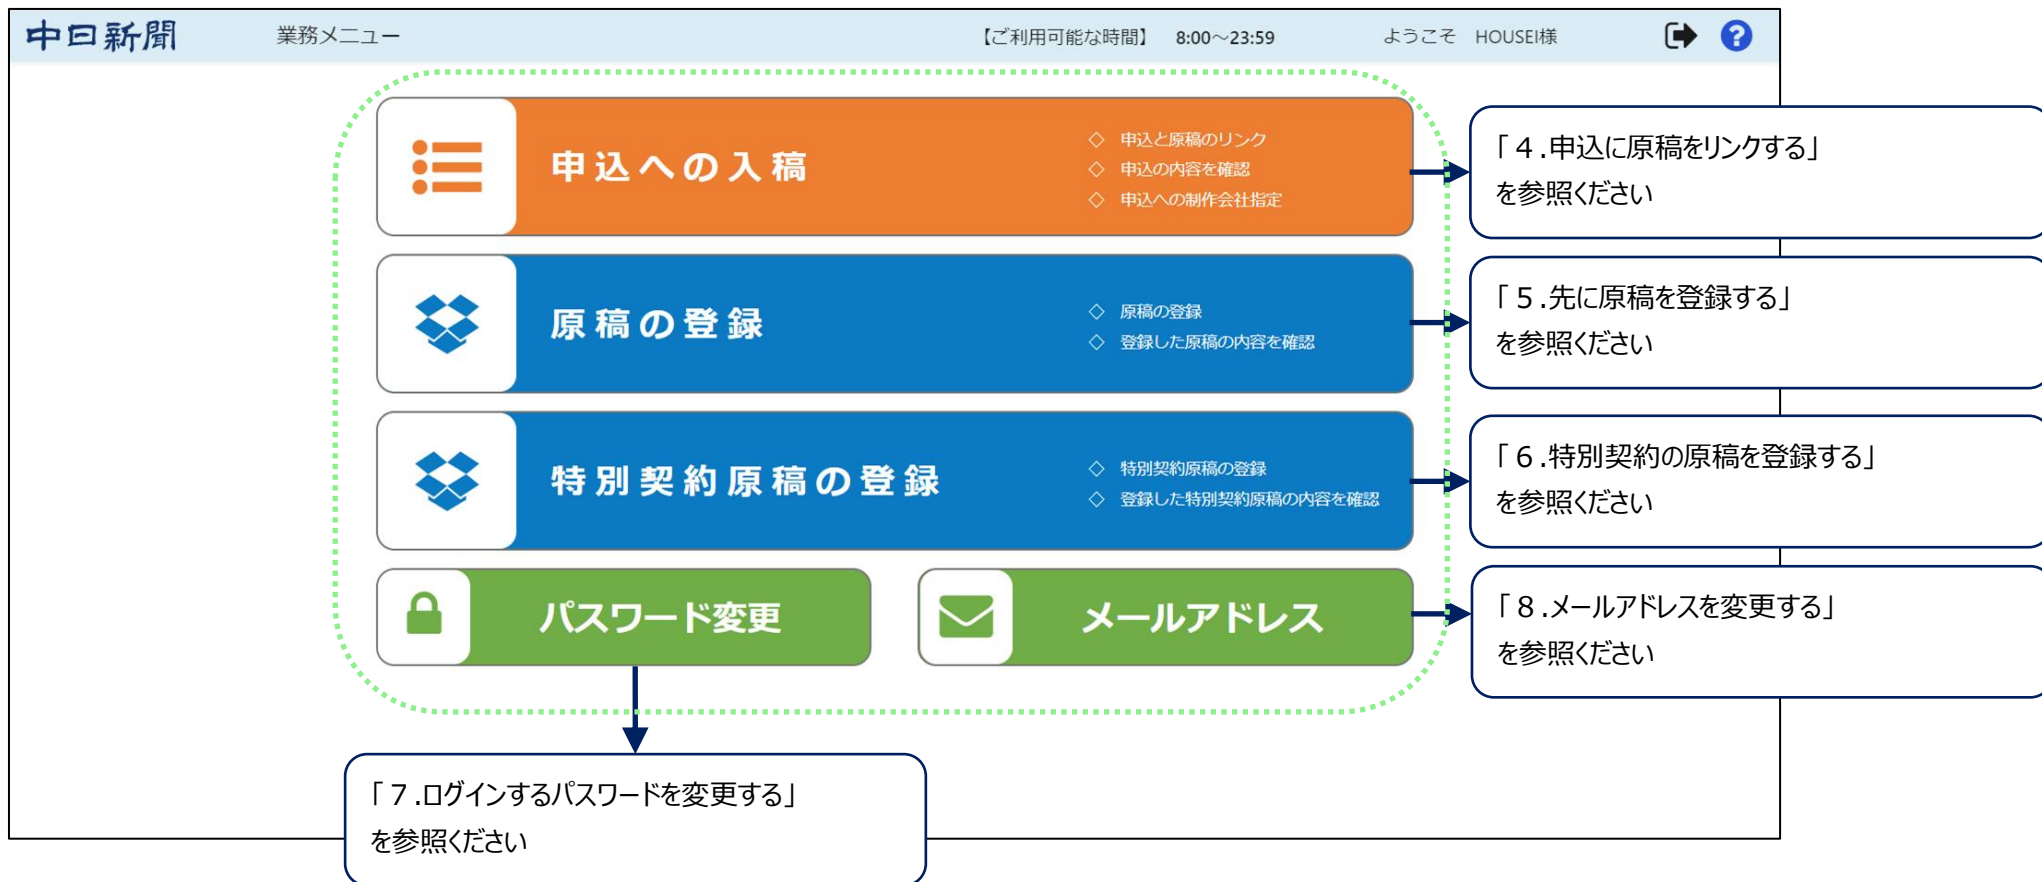 中日新聞
業務メニュー
【ご利用可能な時間】 8:00～23:59
ようこそ HOUSEI様
申込への入稿
◇ 申込と原稿のリンク
◇ 申込の内容を確認
◇ 申込への制作会社指定
「４.申込に原稿をリンクする」
を参照ください
原稿の登録
◇ 原稿の登録
◇ 登録した原稿の内容を確認
「５.先に原稿を登録する」
を参照ください
特別契約原稿の登録
◇ 特別契約原稿の登録
◇ 登録した特別契約原稿の内容を確認
「６.特別契約の原稿を登録する」
を参照ください
パスワード変更
メールアドレス
「８.メールアドレスを変更する」
を参照ください
「７.ログインするパスワードを変更する」
を参照ください